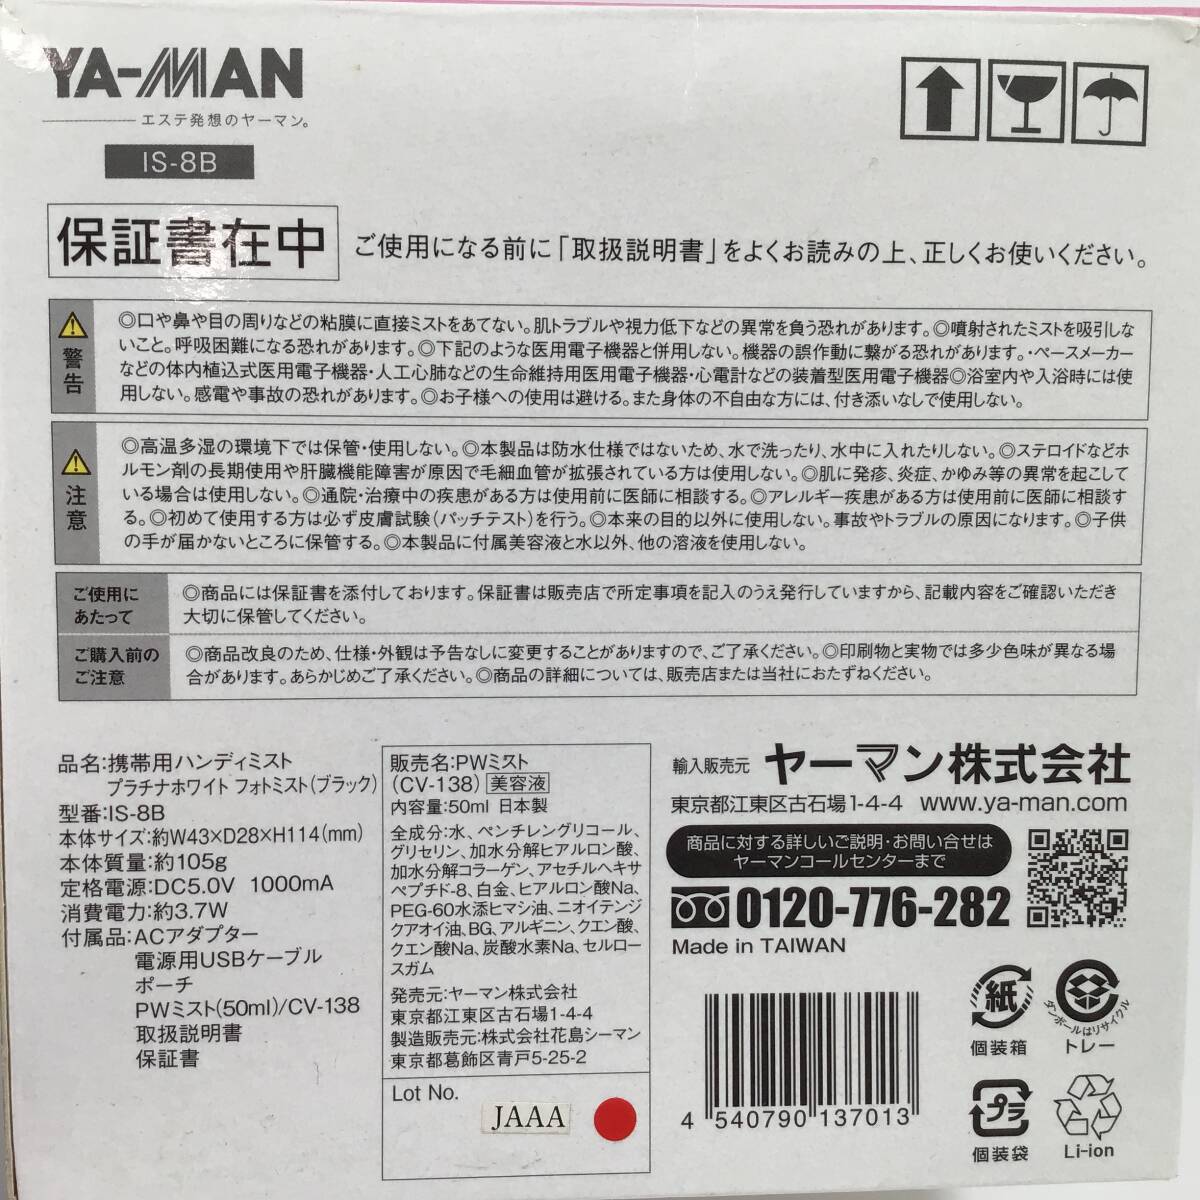 YA-MAN
エステ発想のヤーマン。
IS-8B
保証書在中
ご使用になる前に「取扱説明書」をよくお読みの上、正しくお使いください。
警告
◎口や鼻や目の周りなどの粘膜に直接ミストをあてない。肌トラブルや視力低下などの異常を負う恐れがあります。◎噴射されたミストを吸引しな
いこと。呼吸困難になる恐れがあります。◎下記のような医用電子機器と併用しない。機器の誤作動に繋がる恐れがあります。・ペースメーカー
などの体内植込式医用電子機器・人工心肺などの生命維持用医用電子機器・心電計などの装着型医用電子機器◎浴室内や入浴時には使
用しない。感電や事故の恐れがあります。◎お子様への使用は避ける。また身体の不自由な方には、付き添いなしで使用しない。
注意
◎高温多湿の環境下では保管・使用しない。◎本製品は防水仕様ではないため、水で洗ったり、水中に入れたりしない。◎ステロイドなどホ
ルモン剤の長期使用や肝臓機能障害が原因で毛細血管が拡張されている方は使用しない。◎肌に発疹、炎症、かゆみ等の異常を起こして
いる場合は使用しない。◎通院・治療中の疾患がある方は使用前に医師に相談する。◎アレルギー疾患がある方は使用前に医師に相談す
る。◎初めて使用する方は必ず皮膚試験(パッチテスト)を行う。◎本来の目的以外に使用しない。事故やトラブルの原因になります。◎子供
の手が届かないところに保管する。◎本製品に付属美容液と水以外、他の溶液を使用しない。
ご使用に
あたって
◎商品には保証書を添付しております。保証書は販売店で所定事項を記入のうえ発行していますから、記載内容をご確認いただき
大切に保管してください。
ご購入前の
ご注意
◎商品改良のため、仕様・外観は予告なしに変更することがありますので、ご了承ください。◎印刷物と実物では多少色味が異なる場
合があります。あらかじめご了承ください。◎商品の詳細については、販売店または当社におたずねください。
品名:携帯用ハンディミスト
プラチナホワイト フォトミスト(ブラック)
型番:IS-8B
本体サイズ:約W43×D28×H114(mm)
本体質量:約105g
定格電源:DC5.0V 1000mA
消費電力:約3.7W
付属品:ACアダプター
電源用USBケーブル
ポーチ
PWミスト(50ml)/CV-138
取扱説明書
保証書
販売名:PWミスト
(CV-138) 美容液
内容量:50ml 日本製
全成分:水、ペンチレングリコール、
グリセリン、加水分解ヒアルロン酸、
加水分解コラーゲン、アセチルヘキサ
ペプチド-8、白金、ヒアルロン酸Na、
PEG-60水添ヒマシ油、ニオイテンジ
クアオイ油、BG、アルギニン、クエン酸、
クエン酸Na、炭酸水素Na、セルロー
スガム
発売元:ヤーマン株式会社
東京都江東区古石場1-4-4
製造販売元:株式会社花島シーマン
東京都葛飾区青戸5-25-2
Lot No.
JAAA
輸入販売元 ヤーマン株式会社
東京都江東区古石場1-4-4 www.ya-man.com
商品に対する詳しいご説明・お問い合せは
ヤーマンコールセンターまで
0120-776-282
Made in TAIWAN
4 540790 137013
紙
個装箱
ダンボールはリサイクル
トレー
プラ
個装袋
Li-ion